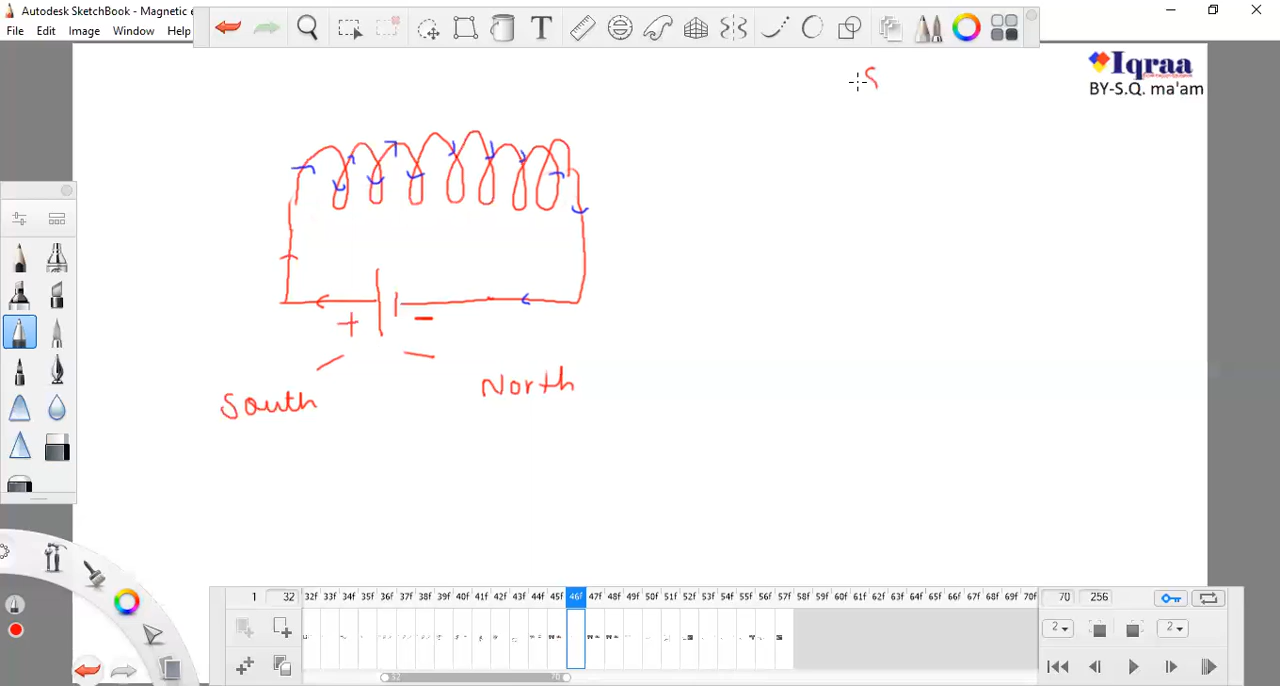 Autodesk SketchBook - Magnetic e
File Edit Image Window Help
T
Iqraa
BY-S.Q. ma'am
S
+ −
South North
1 32 32f 33f 34f 35f 36f 37f 38f 39f 40f 41f 42f 43f 44f 45f 46f 47f 48f 49f 50f 51f 52f 53f 54f 55f 56f 57f 58f 59f 60f 61f 62f 63f 64f 65f 66f 67f 68f 69f 70f 70 256
2 2
32 70